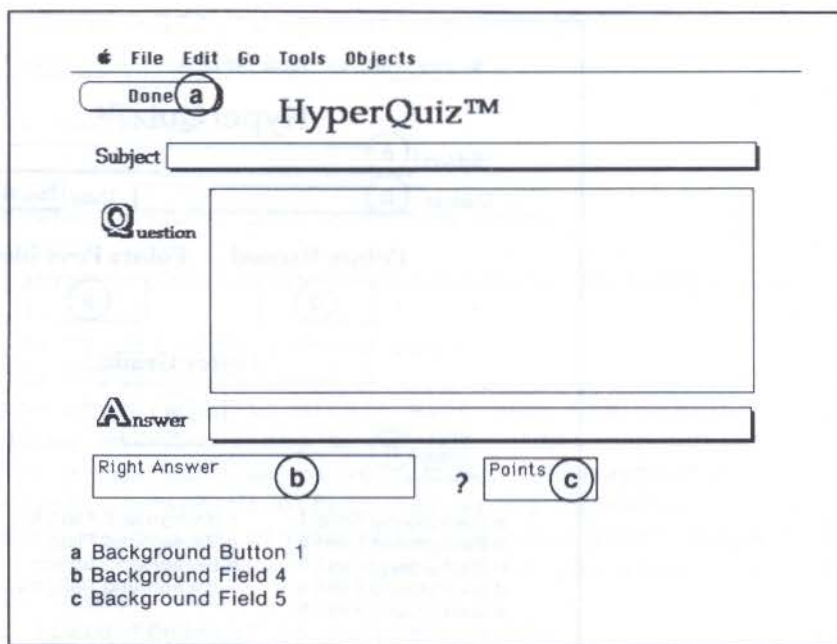 File Edit Go Tools Objects
Done a
HyperQuiz™
Subject
Question
Answer
Right Answer b ? Points c
a Background Button 1
b Background Field 4
c Background Field 5